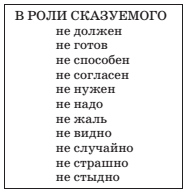 В РОЛИ СКАЗУЕМОГО
не должен
не готов
не способен
не согласен
не нужен
не надо
не жаль
не видно
не случайно
не страшно
не стыдно